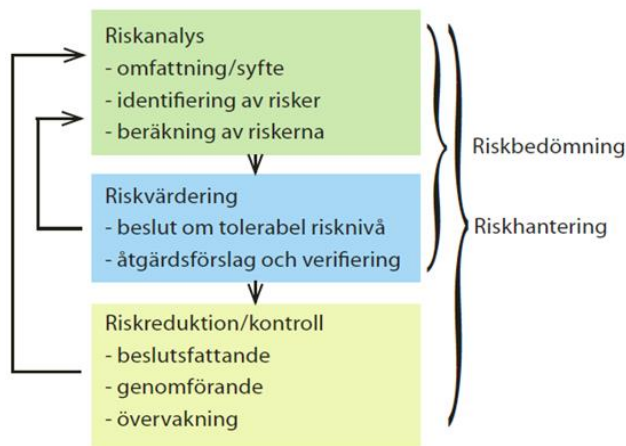 Riskanalys
- omfattning/syfte
- identifiering av risker
- beräkning av riskerna
Riskvärdering
- beslut om tolerabel risknivå
- åtgärdsförslag och verifiering
Riskreduktion/kontroll
- beslutsfattande
- genomförande
- övervakning
Riskbedömning
Riskhantering